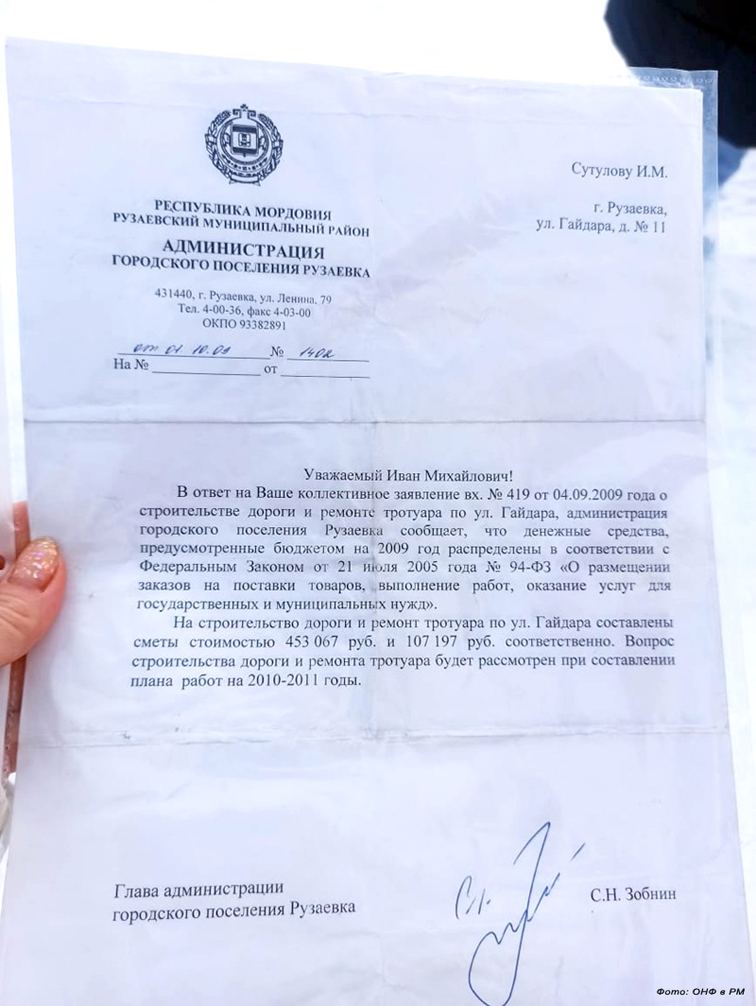 Сутулову И.М.
г. Рузаевка,
ул. Гайдара, д. № 11
РЕСПУБЛИКА МОРДОВИЯ
РУЗАЕВСКИЙ МУНИЦИПАЛЬНЫЙ РАЙОН
АДМИНИСТРАЦИЯ
ГОРОДСКОГО ПОСЕЛЕНИЯ РУЗАЕВКА
431440, г. Рузаевка, ул. Ленина, 79
Тел. 4-00-36, факс 4-03-00
ОКПО 93382891
от 01 10.09 № 1402
На № от
Уважаемый Иван Михайлович!
В ответ на Ваше коллективное заявление вх. № 419 от 04.09.2009 года о
строительстве дороги и ремонте тротуара по ул. Гайдара, администрация
городского поселения Рузаевка сообщает, что денежные средства,
предусмотренные бюджетом на 2009 год распределены в соответствии с
Федеральным Законом от 21 июля 2005 года № 94-ФЗ «О размещении
заказов на поставки товаров, выполнение работ, оказание услуг для
государственных и муниципальных нужд».
На строительство дороги и ремонт тротуара по ул. Гайдара составлены
сметы стоимостью 453 067 руб. и 107 197 руб. соответственно. Вопрос
строительства дороги и ремонта тротуара будет рассмотрен при составлении
плана работ на 2010-2011 годы.
Глава администрации
городского поселения Рузаевка
С.Н. Зобнин
Фото: ОНФ в РМ